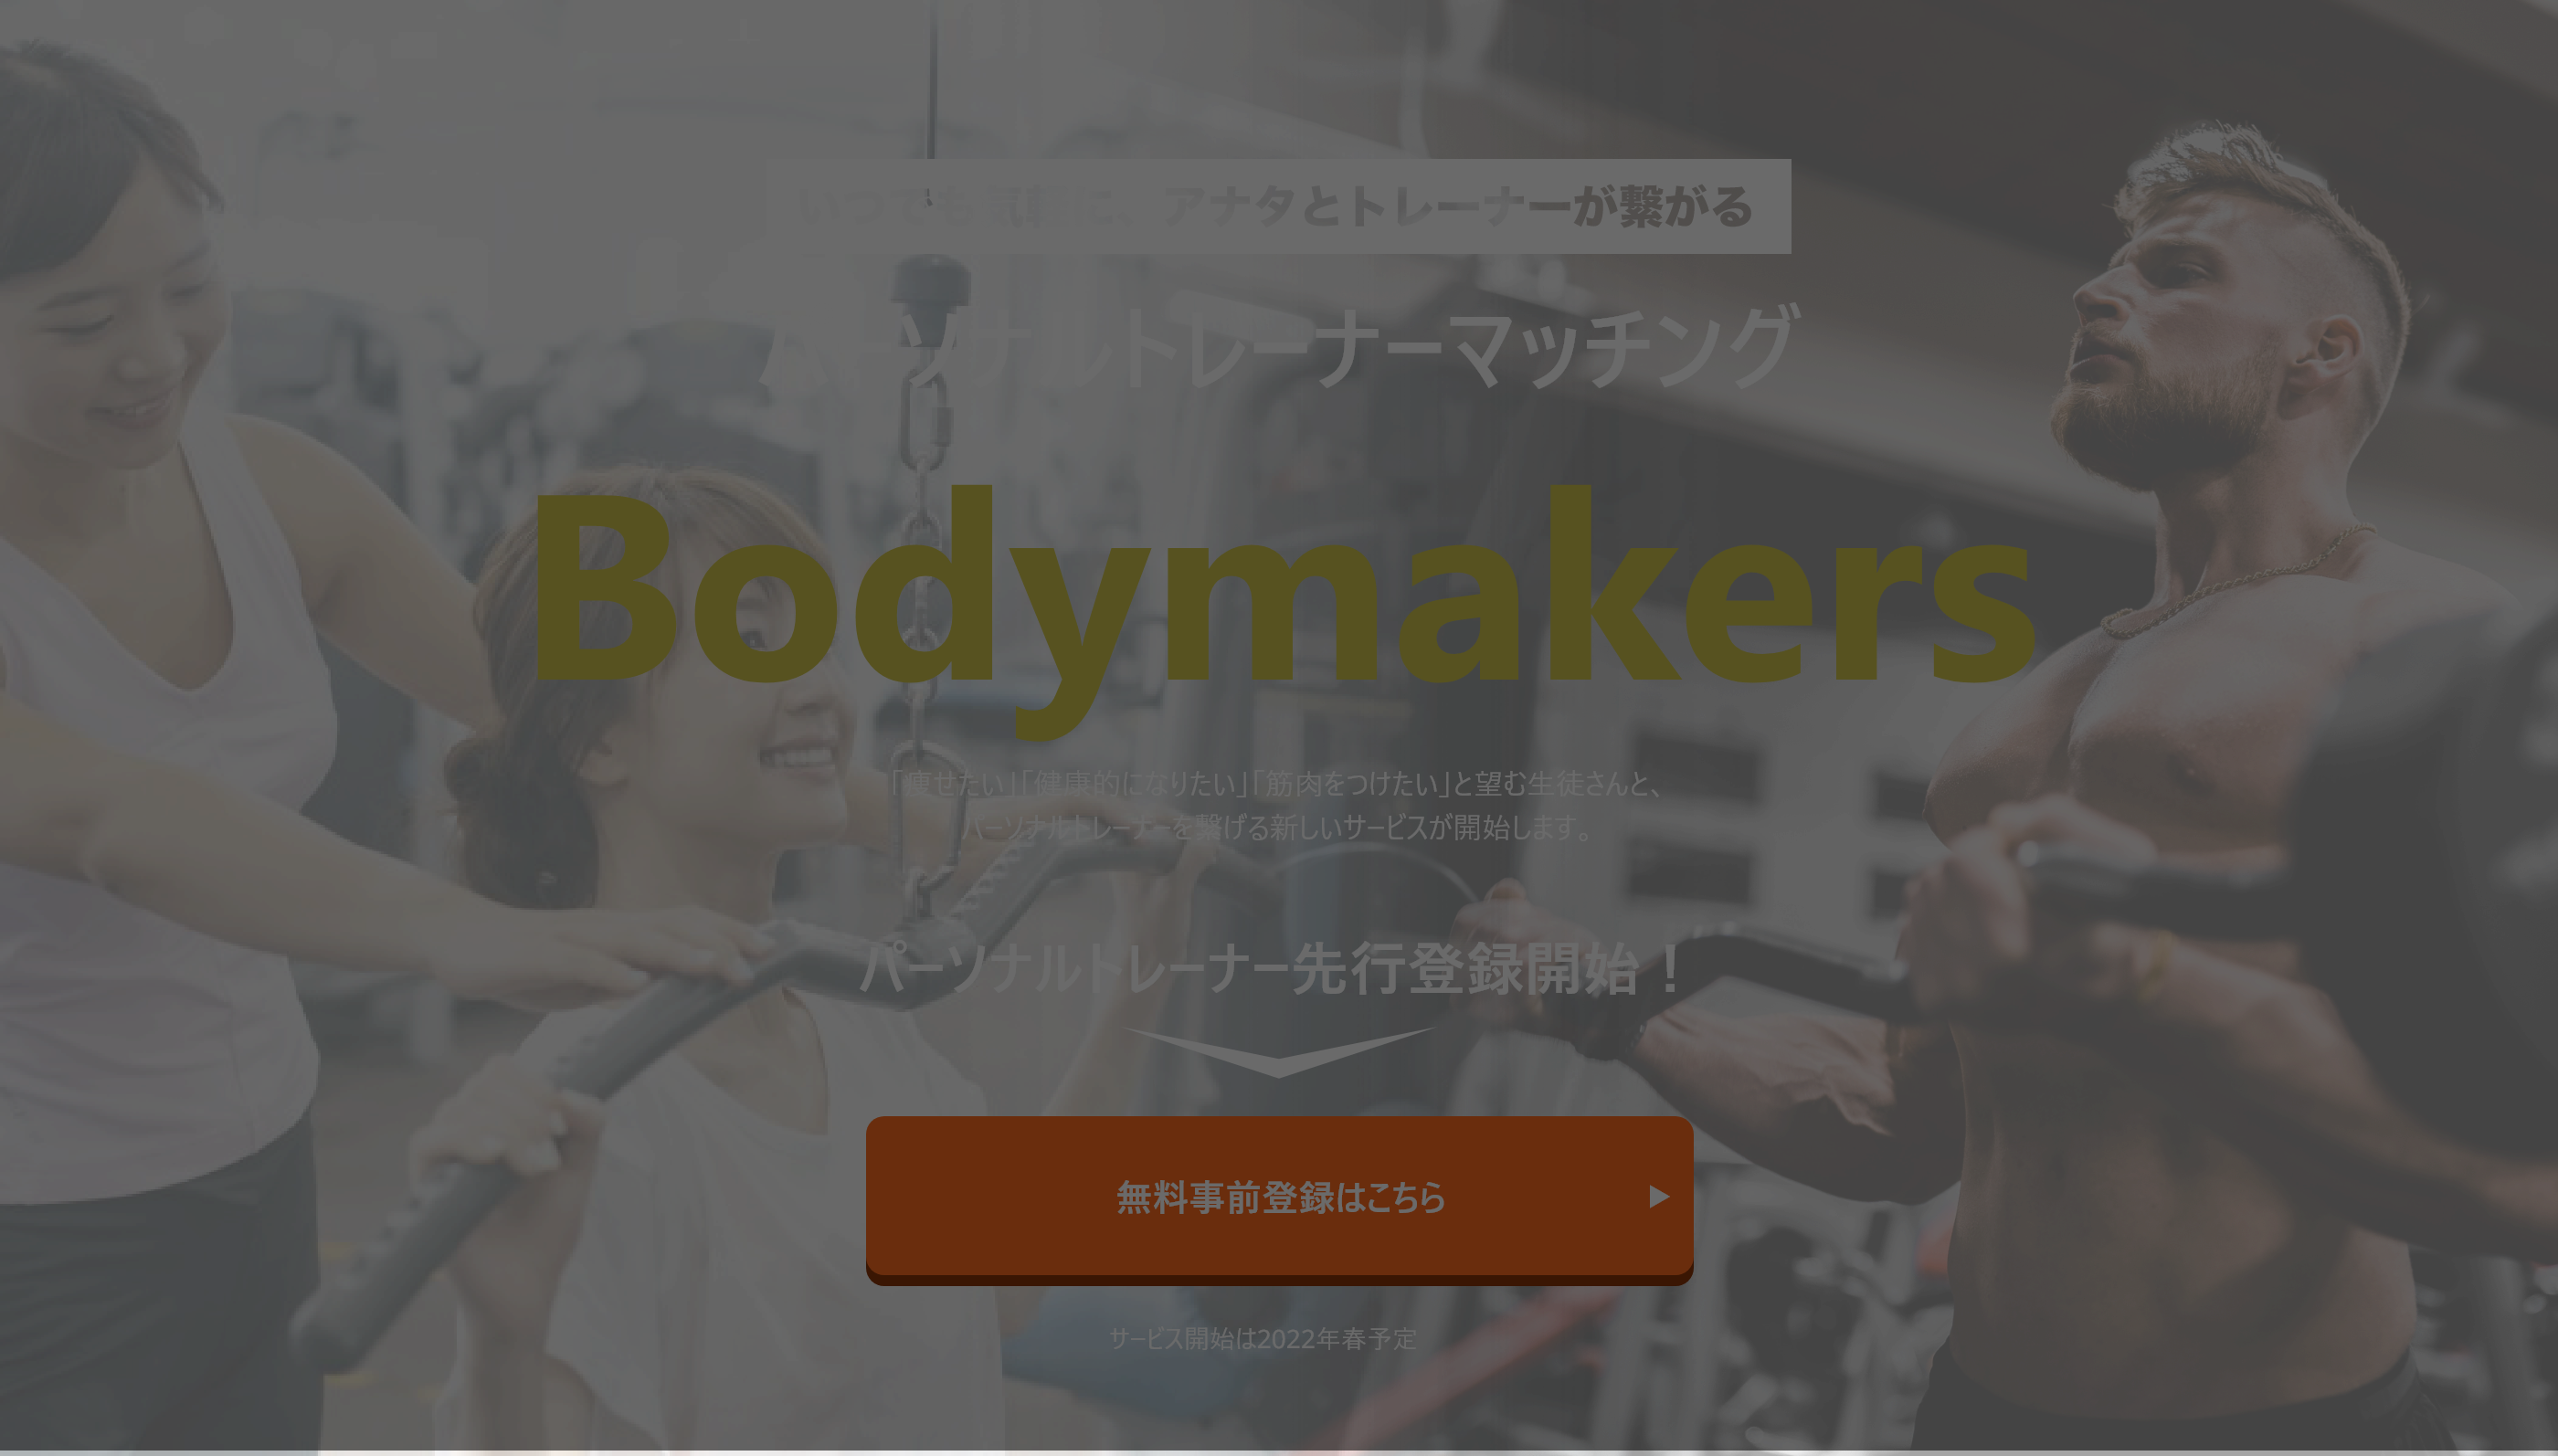 いつでも気軽に、アナタとトレーナーが繋がる
パーソナルトレーナーマッチング
Bodymakers
「痩せたい」「健康的になりたい」「筋肉をつけたい」と望む生徒さんと、
パーソナルトレーナーを繋げる新しいサービスが開始します。
パーソナルトレーナー先行登録開始！
無料事前登録はこちら
サービス開始は2022年春予定